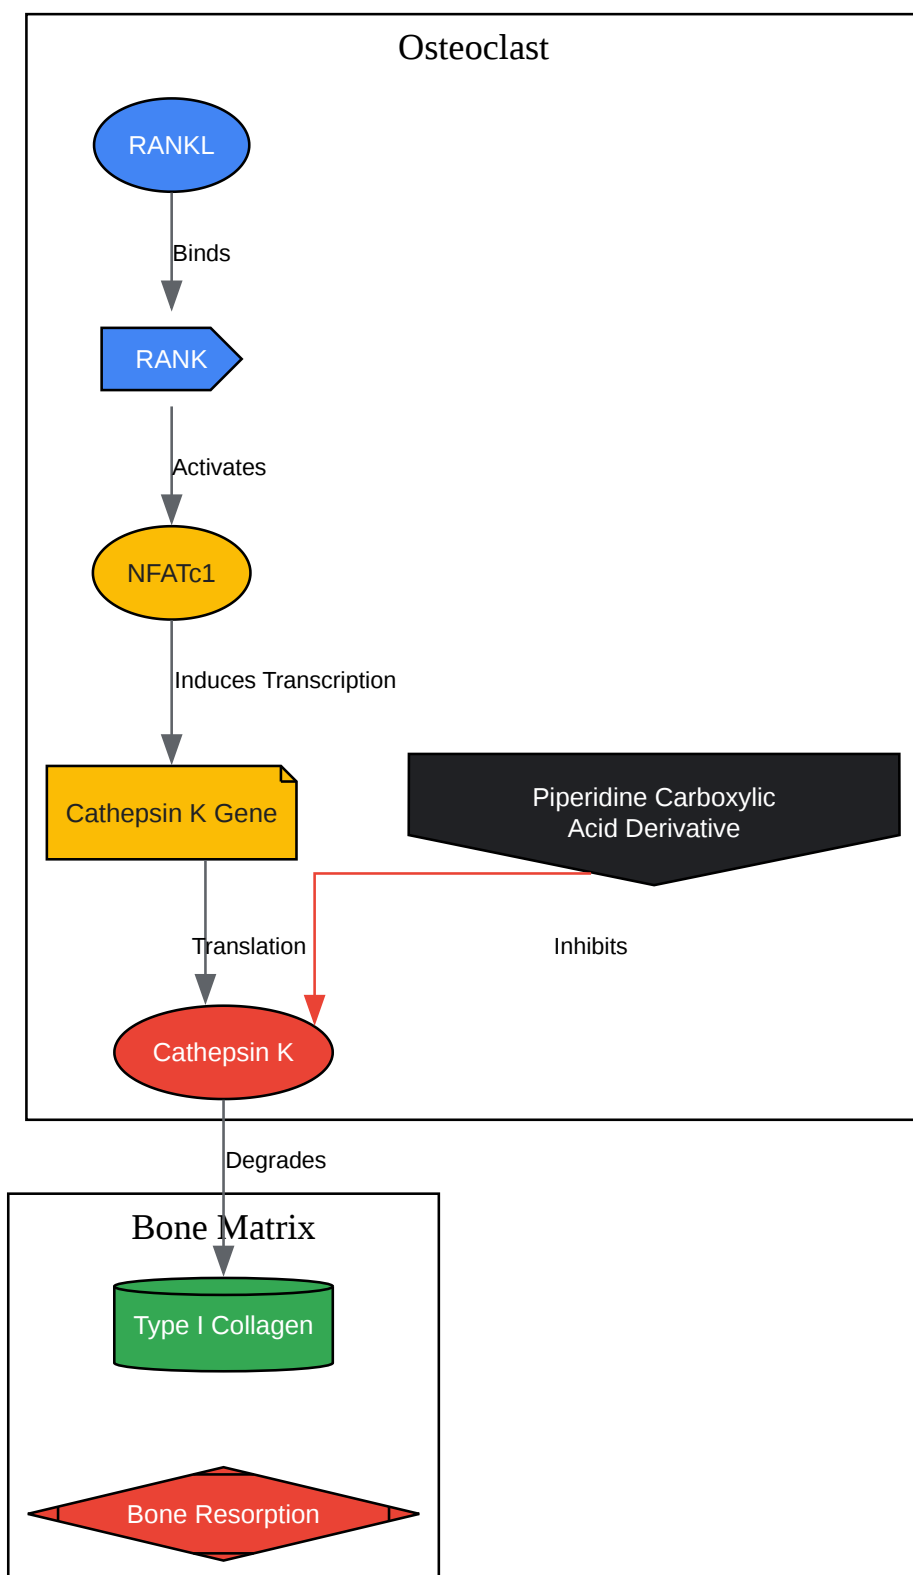 Osteoclast
RANKL
Binds
RANK
Activates
NFATc1
Induces Transcription
Cathepsin K Gene
Piperidine Carboxylic
Acid Derivative
Translation
Inhibits
Cathepsin K
Degrades
Bone Matrix
Type I Collagen
Bone Resorption